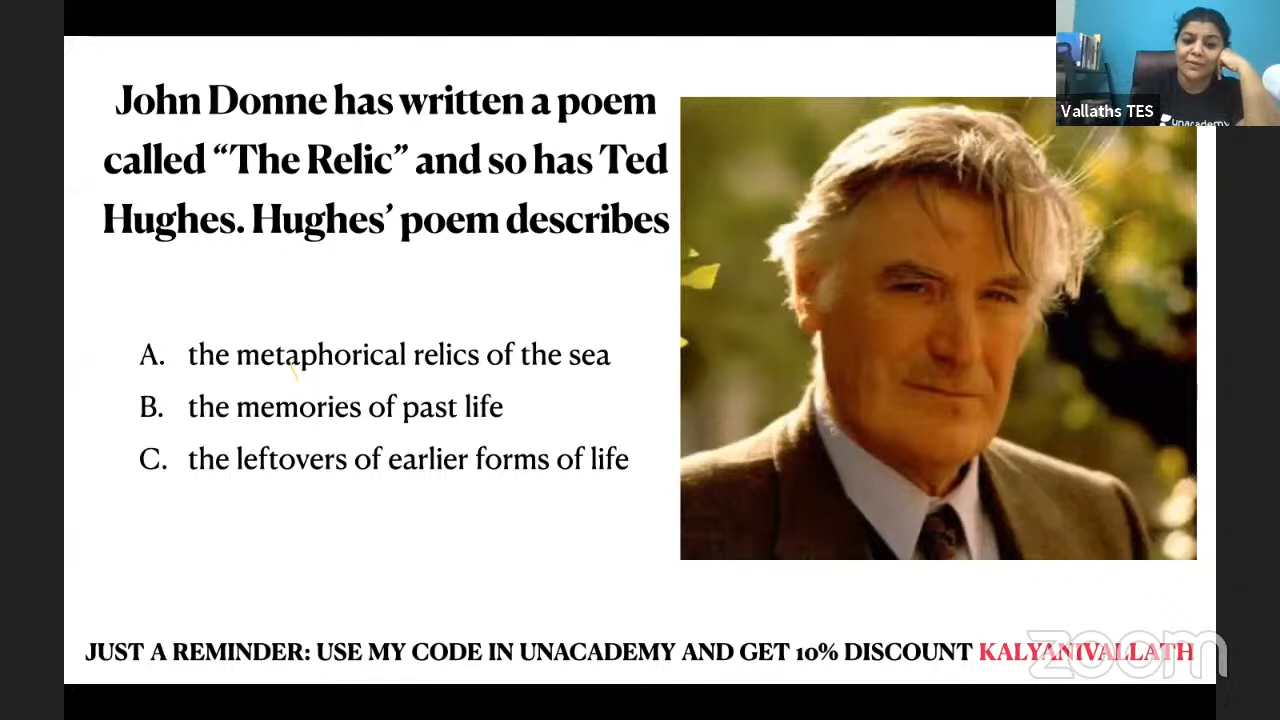 John Donne has written a poem
called “The Relic” and so has Ted
Hughes. Hughes’ poem describes
A. the metaphorical relics of the sea
B. the memories of past life
C. the leftovers of earlier forms of life
JUST A REMINDER: USE MY CODE IN UNACADEMY AND GET 10% DISCOUNT KALYANIVALLATH
zoom
Vallaths TES
unacademy